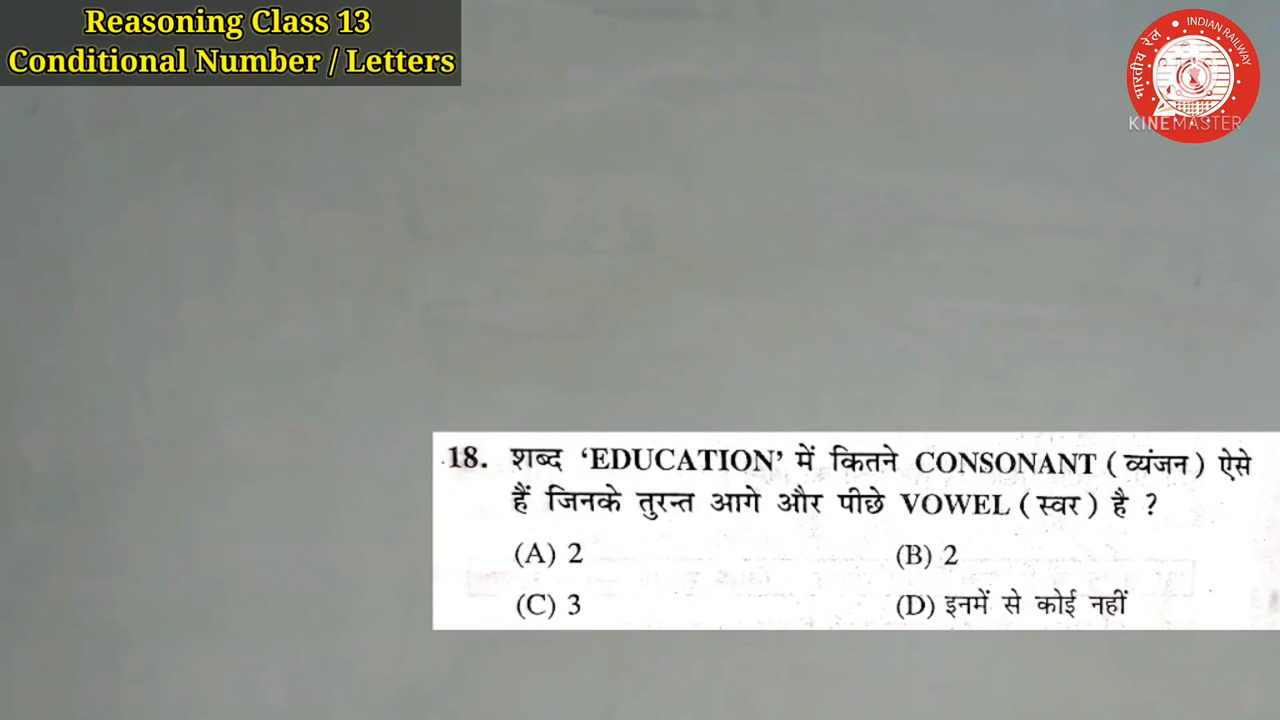 Reasoning Class 13
Conditional Number / Letters
भारतीय रेल
INDIAN RAILWAY
KINEMASTER
18. शब्द ‘EDUCATION’ में कितने CONSONANT ( व्यंजन ) ऐसे
हैं जिनके तुरन्त आगे और पीछे VOWEL ( स्वर ) है ?
(A) 2 (B) 2
(C) 3 (D) इनमें से कोई नहीं